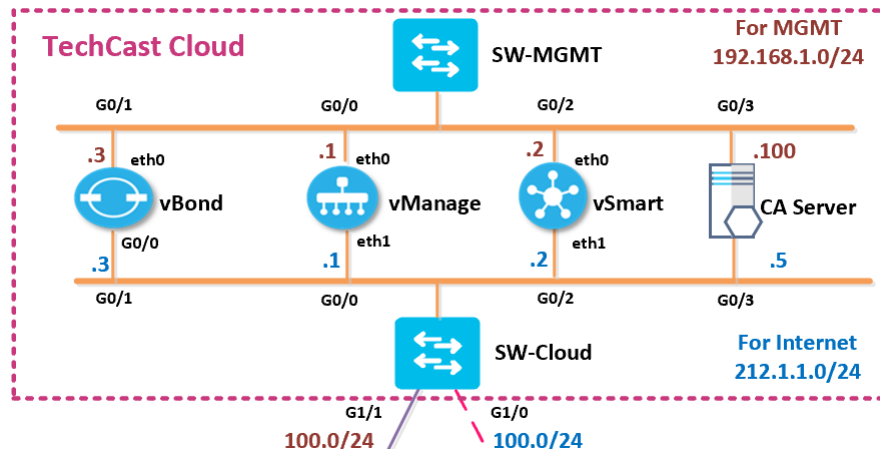 TechCast Cloud
SW-MGMT
For MGMT
192.168.1.0/24
G0/1
G0/0
G0/2
G0/3
.3
eth0
.1
eth0
.2
eth0
.100
vBond
vManage
vSmart
CA Server
G0/0
eth1
eth1
.3
.1
.2
.5
G0/1
G0/0
G0/2
G0/3
SW-Cloud
For Internet
212.1.1.0/24
G1/1
G1/0
100.0/24
100.0/24